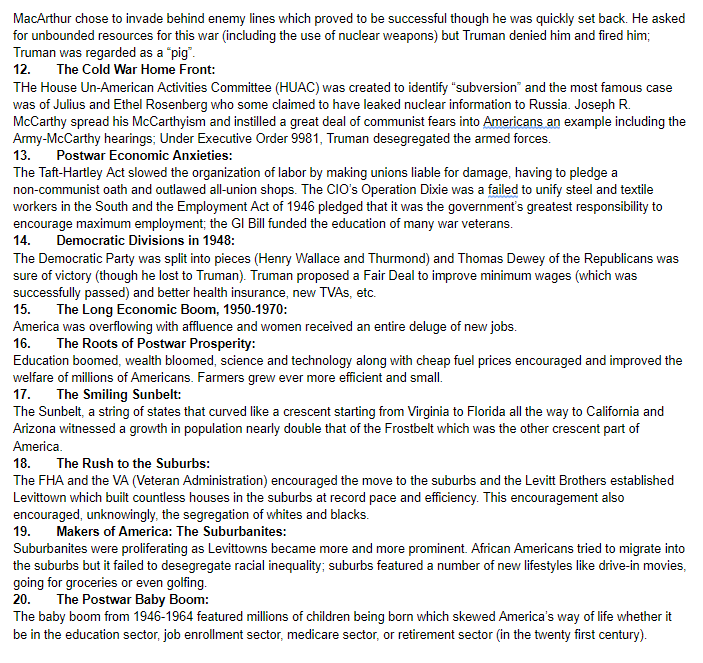 MacArthur chose to invade behind enemy lines which proved to be successful though he was quickly set back. He asked
for unbounded resources for this war (including the use of nuclear weapons) but Truman denied him and fired him;
Truman was regarded as a “pig”.
12. The Cold War Home Front:
THe House Un-American Activities Committee (HUAC) was created to identify “subversion” and the most famous case
was of Julius and Ethel Rosenberg who some claimed to have leaked nuclear information to Russia. Joseph R.
McCarthy spread his McCarthyism and instilled a great deal of communist fears into Americans an example including the
Army-McCarthy hearings; Under Executive Order 9981, Truman desegregated the armed forces.
13. Postwar Economic Anxieties:
The Taft-Hartley Act slowed the organization of labor by making unions liable for damage, having to pledge a
non-communist oath and outlawed all-union shops. The CIO’s Operation Dixie was a failed to unify steel and textile
workers in the South and the Employment Act of 1946 pledged that it was the government’s greatest responsibility to
encourage maximum employment; the GI Bill funded the education of many war veterans.
14. Democratic Divisions in 1948:
The Democratic Party was split into pieces (Henry Wallace and Thurmond) and Thomas Dewey of the Republicans was
sure of victory (though he lost to Truman). Truman proposed a Fair Deal to improve minimum wages (which was
successfully passed) and better health insurance, new TVAs, etc.
15. The Long Economic Boom, 1950-1970:
America was overflowing with affluence and women received an entire deluge of new jobs.
16. The Roots of Postwar Prosperity:
Education boomed, wealth bloomed, science and technology along with cheap fuel prices encouraged and improved the
welfare of millions of Americans. Farmers grew ever more efficient and small.
17. The Smiling Sunbelt:
The Sunbelt, a string of states that curved like a crescent starting from Virginia to Florida all the way to California and
Arizona witnessed a growth in population nearly double that of the Frostbelt which was the other crescent part of
America.
18. The Rush to the Suburbs:
The FHA and the VA (Veteran Administration) encouraged the move to the suburbs and the Levitt Brothers established
Levittown which built countless houses in the suburbs at record pace and efficiency. This encouragement also
encouraged, unknowingly, the segregation of whites and blacks.
19. Makers of America: The Suburbanites:
Suburbanites were proliferating as Levittowns became more and more prominent. African Americans tried to migrate into
the suburbs but it failed to desegregate racial inequality; suburbs featured a number of new lifestyles like drive-in movies,
going for groceries or even golfing.
20. The Postwar Baby Boom:
The baby boom from 1946-1964 featured millions of children being born which skewed America’s way of life whether it
be in the education sector, job enrollment sector, medicare sector, or retirement sector (in the twenty first century).